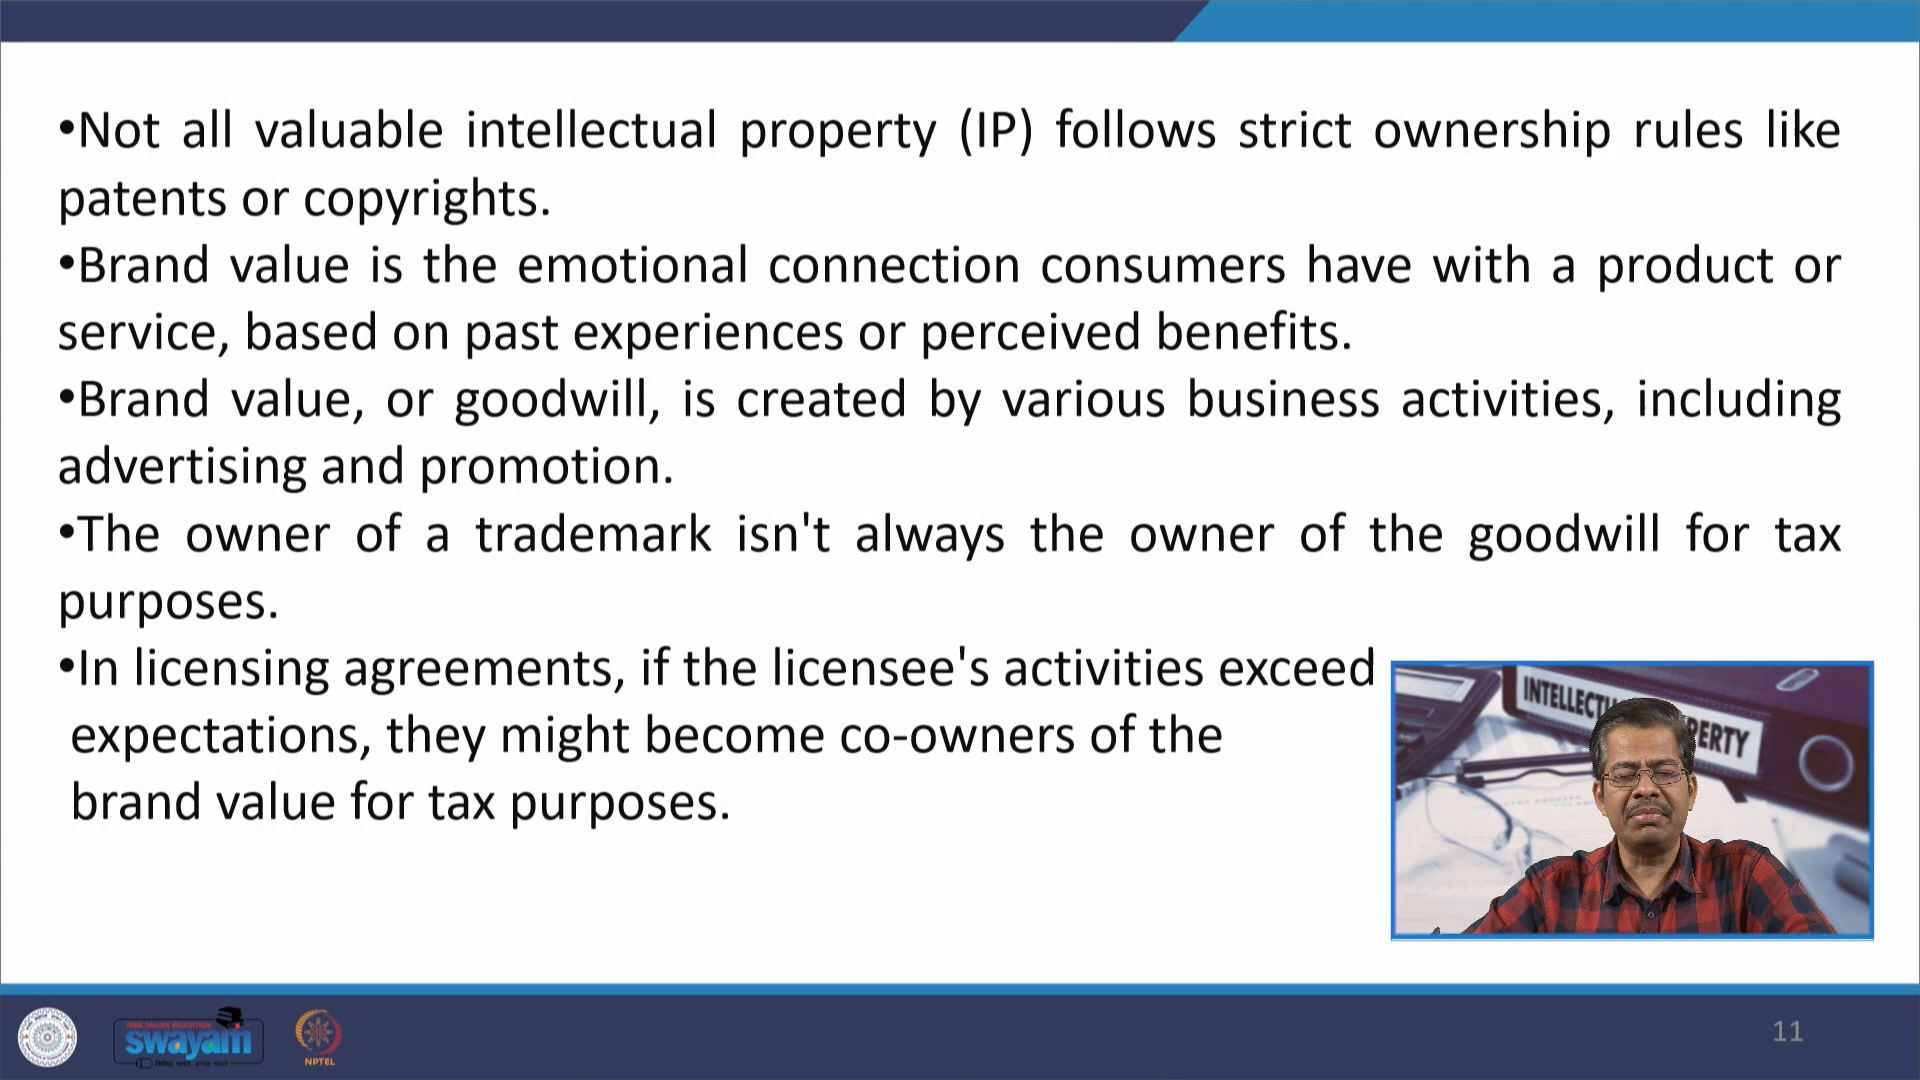 •Not all valuable intellectual property (IP) follows strict ownership rules like
patents or copyrights.
•Brand value is the emotional connection consumers have with a product or
service, based on past experiences or perceived benefits.
•Brand value, or goodwill, is created by various business activities, including
advertising and promotion.
•The owner of a trademark isn't always the owner of the goodwill for tax
purposes.
•In licensing agreements, if the licensee's activities exceed
expectations, they might become co-owners of the
brand value for tax purposes.
FREE ONLINE EDUCATION
swayam
NPTEL
11